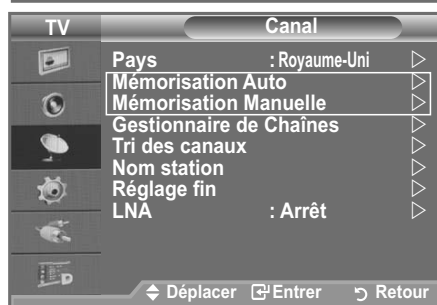 TV Canal
Pays : Royaume-Uni
Mémorisation Auto
Mémorisation Manuelle
Gestionnaire de Chaînes
Tri des canaux
Nom station
Réglage fin
LNA : Arrêt
Déplacer Entrer Retour